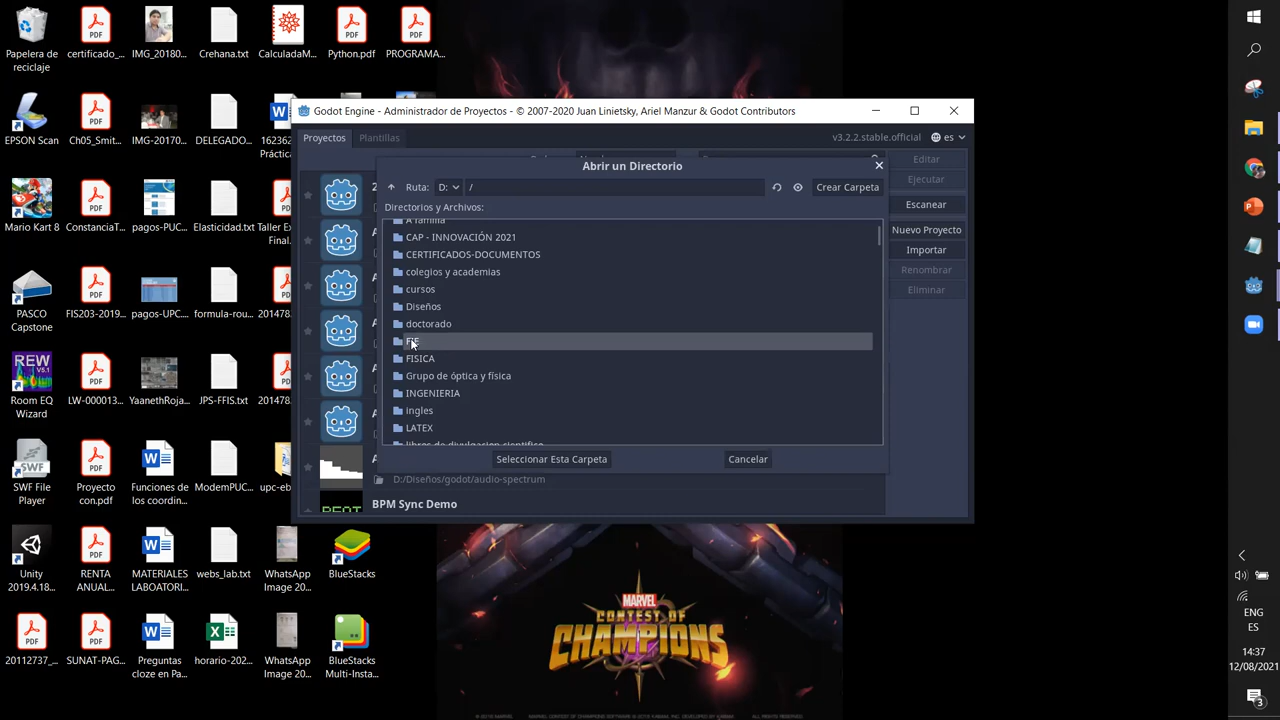 Papelera de
reciclaje
certificado_...
IMG_20180...
Crehana.txt
CalculadaM...
Python.pdf
PROGRAMA...
Godot Engine - Administrador de Proyectos - © 2007-2020 Juan Linietsky, Ariel Manzur & Godot Contributors
Proyectos
Plantillas
v3.2.2.stable.official
es
Abrir un Directorio
Ruta:
D:
/
Crear Carpeta
Directorios y Archivos:
A familia
CAP - INNOVACIÓN 2021
CERTIFICADOS-DOCUMENTOS
colegios y academias
cursos
Diseños
doctorado
FISICA
Grupo de óptica y física
INGENIERIA
ingles
LATEX
libros de divulgacion cientifico
Seleccionar Esta Carpeta
Cancelar
D:/Diseños/godot/audio-spectrum
BPM Sync Demo
Editar
Ejecutar
Escanear
Nuevo Proyecto
Importar
Renombrar
Eliminar
EPSON Scan
Ch05_Smit...
IMG-20170...
DELEGADO...
162362
Práctica
Mario Kart 8
ConstanciaT...
pagos-PUC...
Elasticidad.txt
Taller Ex
Final.
PASCO
Capstone
FIS203-2019...
pagos-UPC....
formula-rou...
201478
Room EQ
Wizard
LW-000013...
YaanethRoja...
JPS-FFIS.txt
201478
SWF File
Player
Proyecto
con.pdf
Funciones de
los coordin...
ModemPUC...
upc-eb
Unity
2019.4.18...
RENTA
ANUAL...
MATERIALES
LABOATORI...
webs_lab.txt
WhatsApp
Image 20...
BlueStacks
20112737_...
SUNAT-PAG...
Preguntas
cloze en Pa...
horario-202...
WhatsApp
Image 20...
BlueStacks
Multi-Insta...
MARVEL
CONTEST OF
CHAMPIONS
ENG
ES
14:37
12/08/2021
3